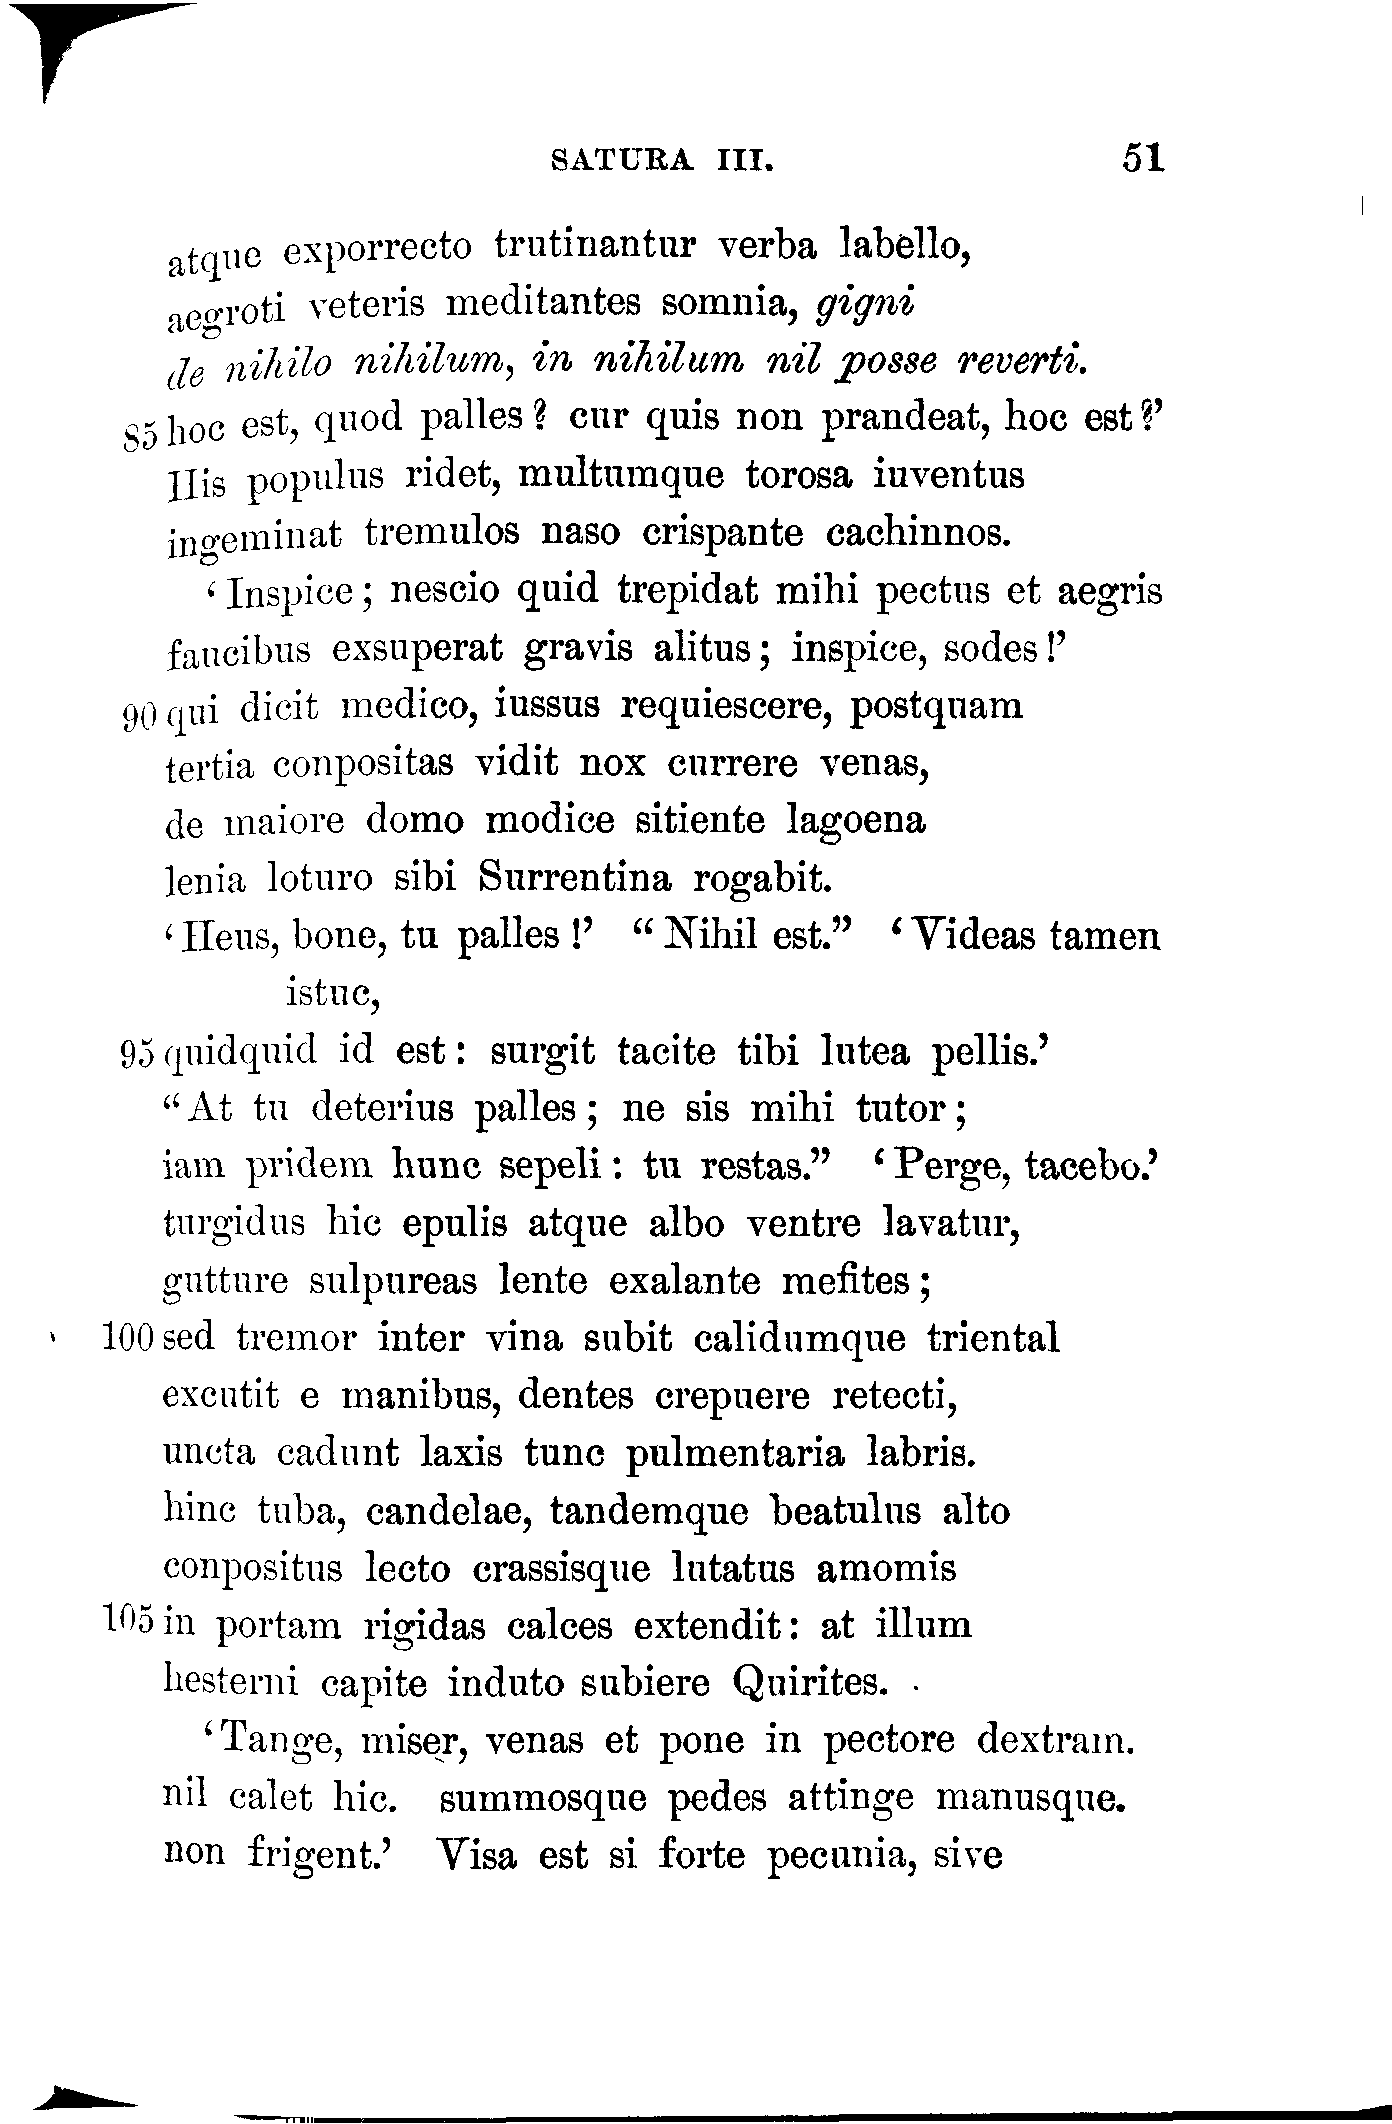 SATURA III. 51
atque exporrecto trutinantur verba labello,
aegroti veteris meditantes somnia, gigni
de nihilo nihilum, in nihilum nil posse reverti.
85 hoc est, quod palles? cur quis non prandeat, hoc est?’
His populus ridet, multumque torosa iuventus
ingeminat tremulos naso crispante cachinnos.
‘Inspice; nescio quid trepidat mihi pectus et aegris
faucibus exsuperat gravis alitus; inspice, sodes!’
90 qui dicit medico, iussus requiescere, postquam
tertia conpositas vidit nox currere venas,
de maiore domo modice sitiente lagoena
lenia loturo sibi Surrentina rogabit.
‘Heus, bone, tu palles!’ “Nihil est.” ‘Videas tamen
istuc,
95 quidquid id est: surgit tacite tibi lutea pellis.’
“At tu deterius palles; ne sis mihi tutor;
iam pridem hunc sepeli: tu restas.” ‘Perge, tacebo.’
turgidus hic epulis atque albo ventre lavatur,
gutture sulpureas lente exalante mefites;
100 sed tremor inter vina subit calidumque triental
excutit e manibus, dentes crepuere retecti,
uncta cadunt laxis tunc pulmentaria labris.
hinc tuba, candelae, tandemque beatulus alto
conpositus lecto crassisque lutatus amomis
105 in portam rigidas calces extendit: at illum
hesterni capite induto subiere Quirites.
‘Tange, miser, venas et pone in pectore dextram.
nil calet hic. summosque pedes attinge manusque.
non frigent.’ Visa est si forte pecunia, sive